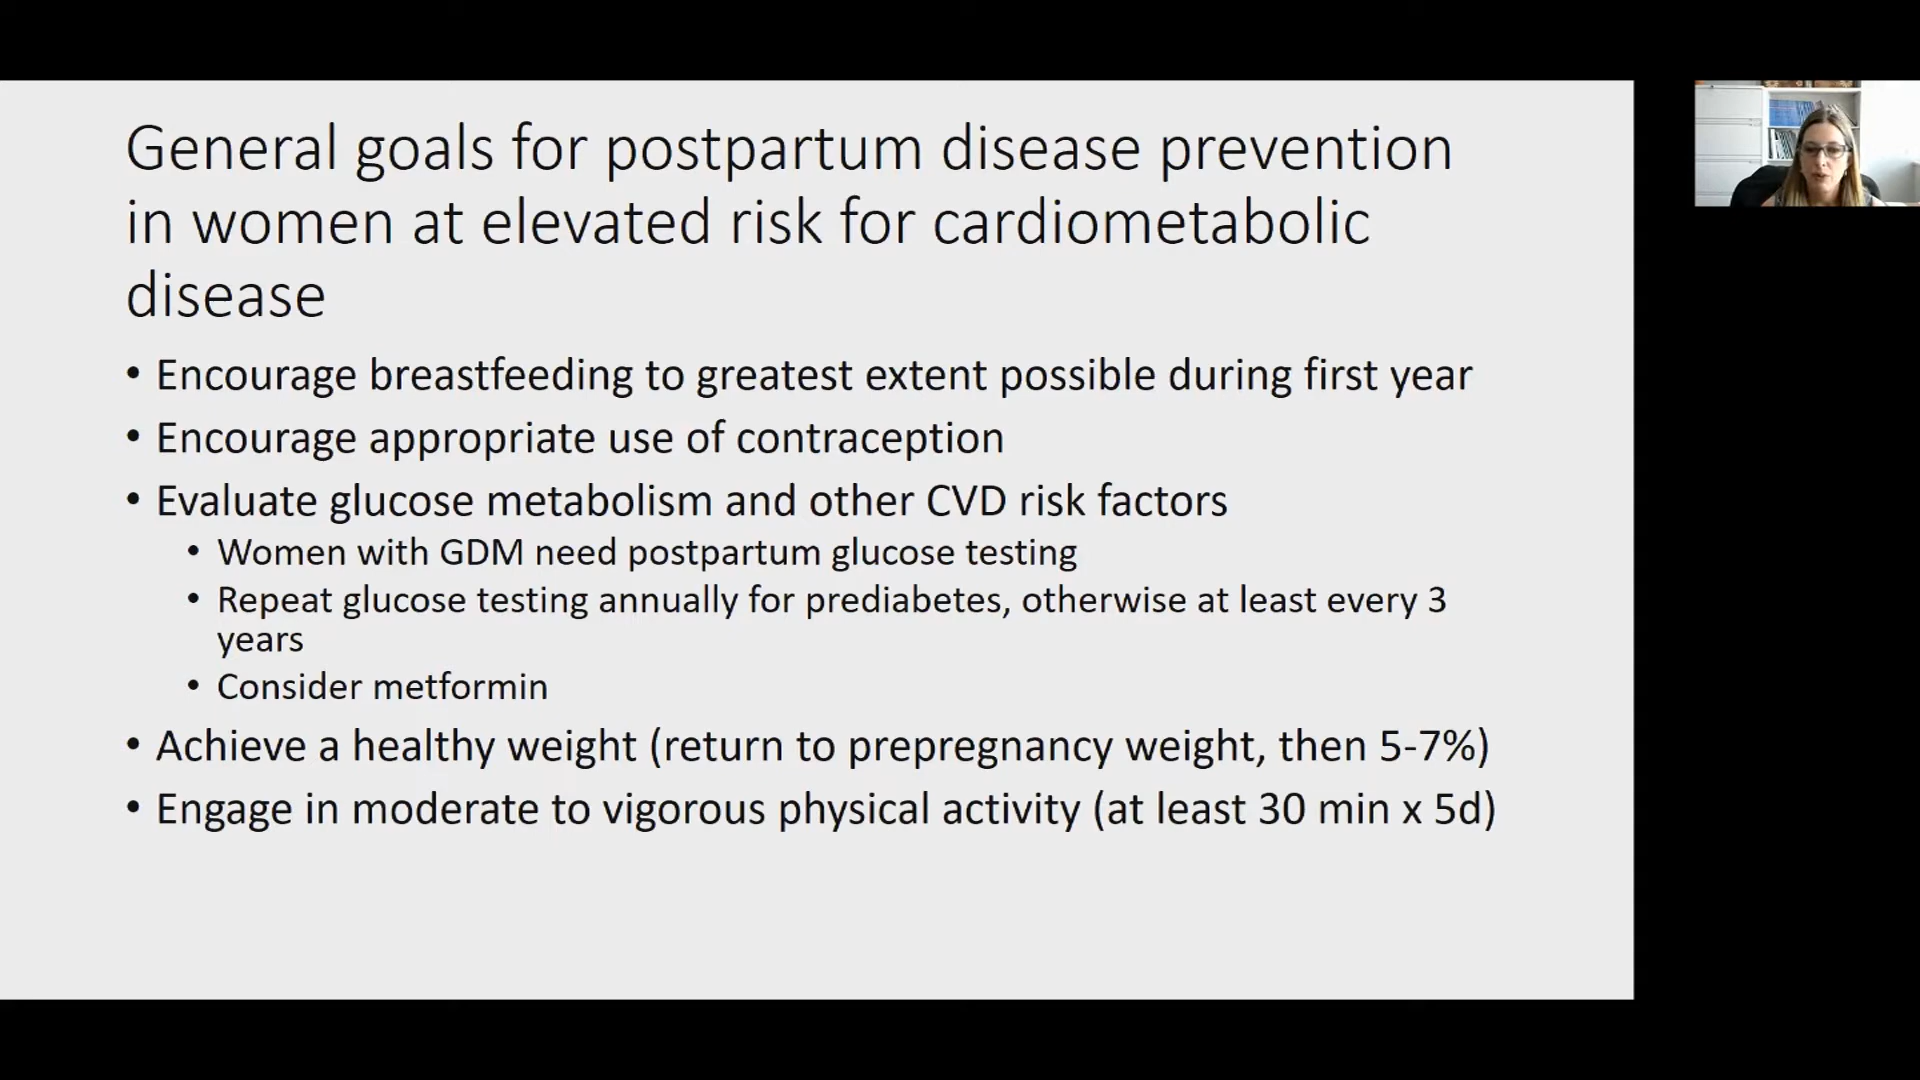 General goals for postpartum disease prevention
in women at elevated risk for cardiometabolic
disease
• Encourage breastfeeding to greatest extent possible during first year
• Encourage appropriate use of contraception
• Evaluate glucose metabolism and other CVD risk factors
• Women with GDM need postpartum glucose testing
• Repeat glucose testing annually for prediabetes, otherwise at least every 3
years
• Consider metformin
• Achieve a healthy weight (return to prepregnancy weight, then 5-7%)
• Engage in moderate to vigorous physical activity (at least 30 min x 5d)